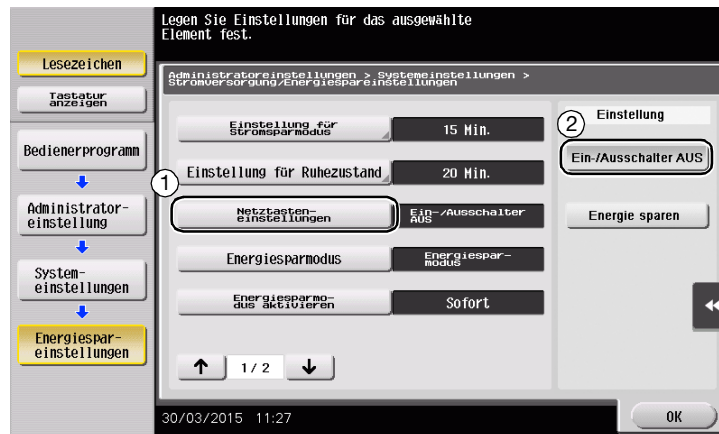 Legen Sie Einstellungen für das ausgewählte
Element fest.
Lesezeichen
Tastatur
anzeigen
Bedienerprogramm
Administrator-
einstellung
System-
einstellungen
Energiespar-
einstellungen
Administratoreinstellungen > Systemeinstellungen >
Stromversorgung/Energiespareinstellungen
Einstellung für
Stromsparmodus
15 Min.
Einstellung für Ruhezustand
20 Min.
1
Netztasten-
einstellungen
Ein-/Ausschalter
AUS
Energiesparmodus
Energiespar-
modus
Energiesparmo-
dus aktivieren
Sofort
1/ 2
Einstellung
2
Ein-/Ausschalter AUS
Energie sparen
30/03/2015 11:27
OK